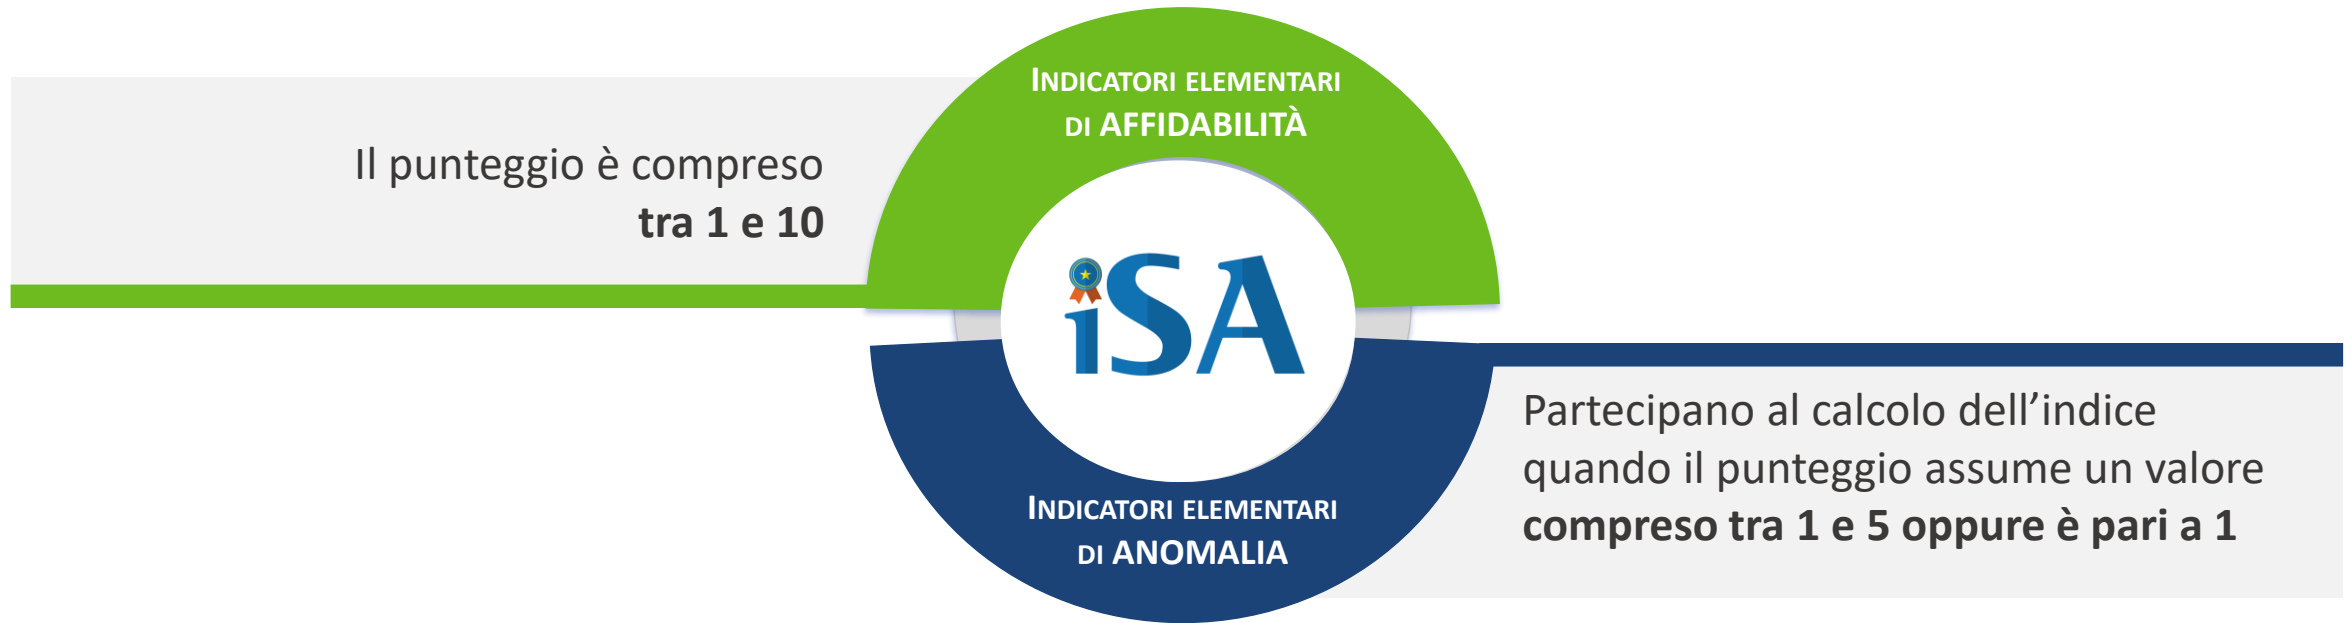 INDICATORI ELEMENTARI
DI AFFIDABILITÀ
Il punteggio è compreso
tra 1 e 10
iSA
Partecipano al calcolo dell’indice
quando il punteggio assume un valore
compreso tra 1 e 5 oppure è pari a 1
INDICATORI ELEMENTARI
DI ANOMALIA